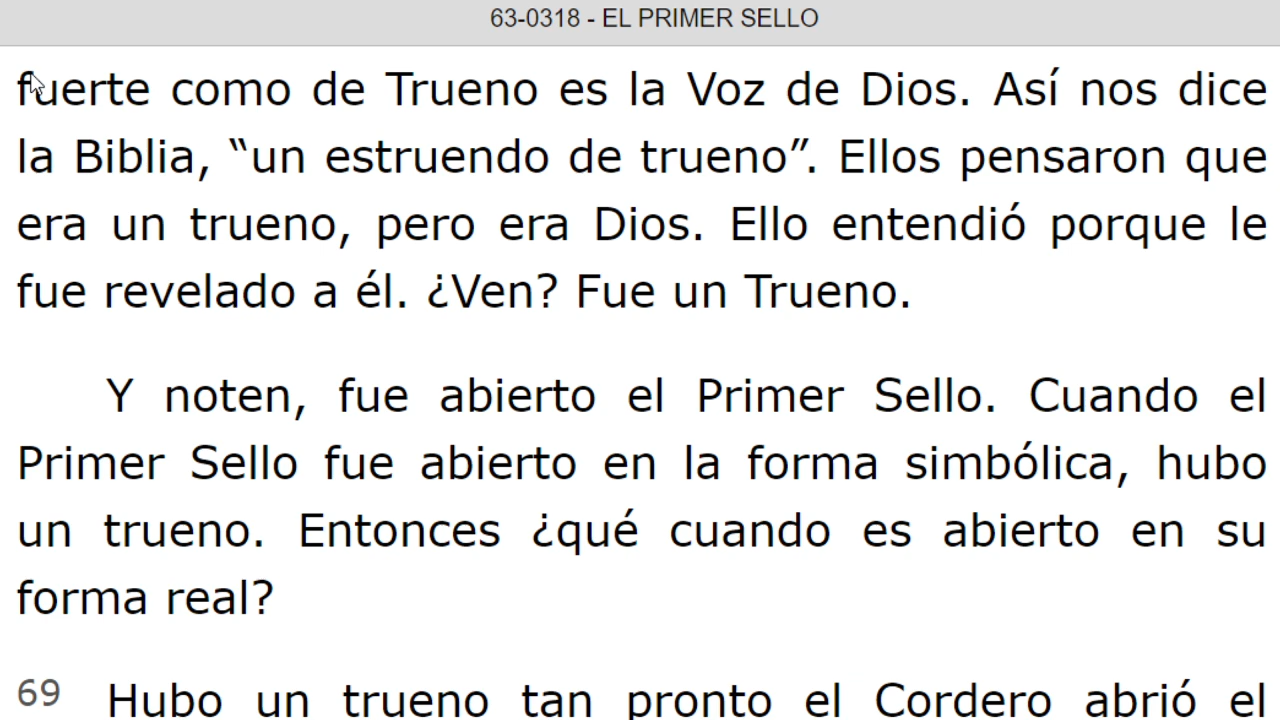 63-0318 - EL PRIMER SELLO
fuerte como de Trueno es la Voz de Dios. Así nos dice
la Biblia, “un estruendo de trueno”. Ellos pensaron que
era un trueno, pero era Dios. Ello entendió porque le
fue revelado a él. ¿Ven? Fue un Trueno.
Y noten, fue abierto el Primer Sello. Cuando el
Primer Sello fue abierto en la forma simbólica, hubo
un trueno. Entonces ¿qué cuando es abierto en su
forma real?
69 Hubo un trueno tan pronto el Cordero abrió el